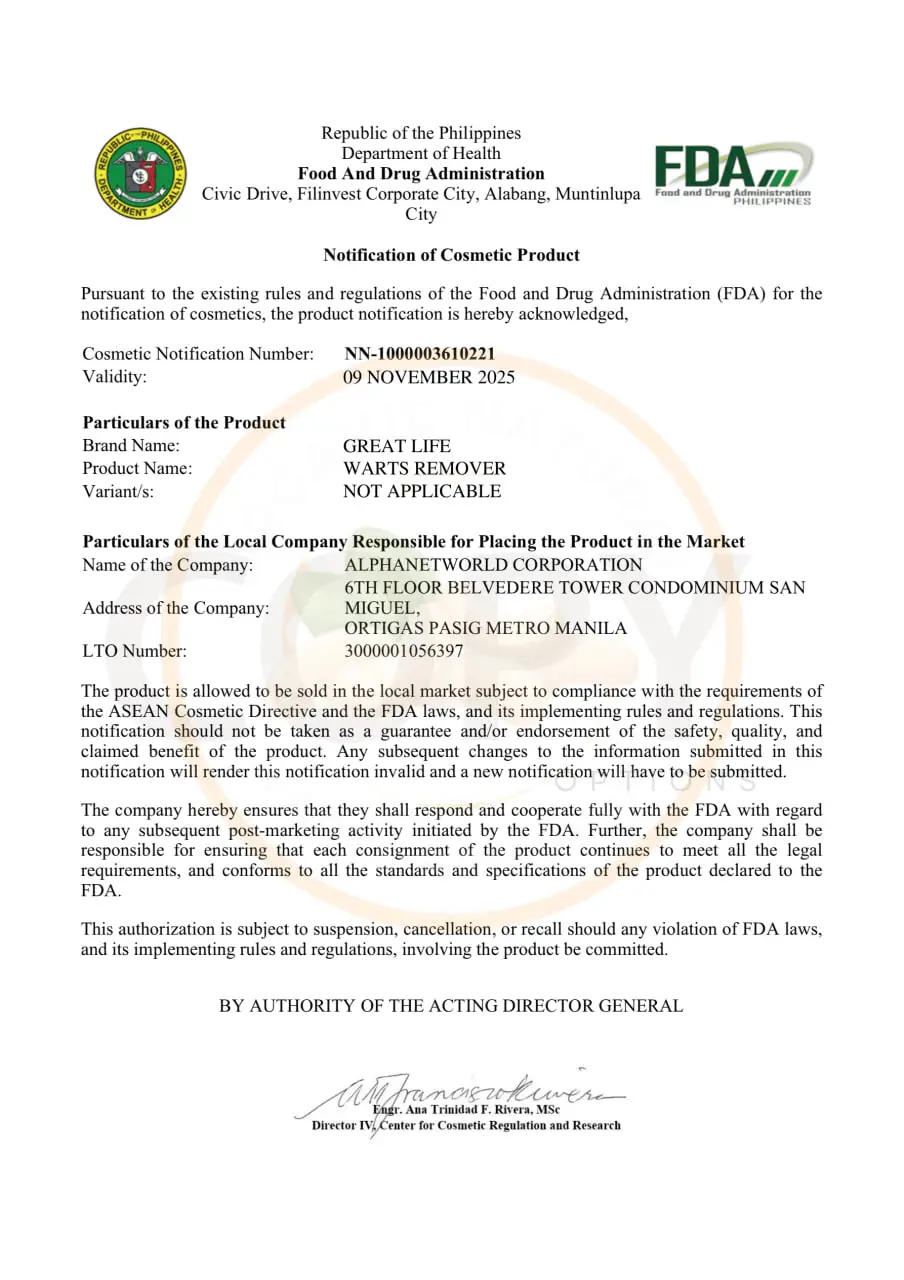 REPUBLIC OF THE PHILIPPINES
DEPARTMENT OF HEALTH
Republic of the Philippines
Department of Health
Food And Drug Administration
Civic Drive, Filinvest Corporate City, Alabang, Muntinlupa
City
FDA
Food and Drug Administration
PHILIPPINES
Notification of Cosmetic Product
Pursuant to the existing rules and regulations of the Food and Drug Administration (FDA) for the
notification of cosmetics, the product notification is hereby acknowledged,
Cosmetic Notification Number: NN-1000003610221
Validity: 09 NOVEMBER 2025
Particulars of the Product
Brand Name: GREAT LIFE
Product Name: WARTS REMOVER
Variant/s: NOT APPLICABLE
Particulars of the Local Company Responsible for Placing the Product in the Market
Name of the Company: ALPHANETWORLD CORPORATION
6TH FLOOR BELVEDERE TOWER CONDOMINIUM SAN
Address of the Company: MIGUEL,
ORTIGAS PASIG METRO MANILA
LTO Number: 3000001056397
The product is allowed to be sold in the local market subject to compliance with the requirements of
the ASEAN Cosmetic Directive and the FDA laws, and its implementing rules and regulations. This
notification should not be taken as a guarantee and/or endorsement of the safety, quality, and
claimed benefit of the product. Any subsequent changes to the information submitted in this
notification will render this notification invalid and a new notification will have to be submitted.
OPTIONS
The company hereby ensures that they shall respond and cooperate fully with the FDA with regard
to any subsequent post-marketing activity initiated by the FDA. Further, the company shall be
responsible for ensuring that each consignment of the product continues to meet all the legal
requirements, and conforms to all the standards and specifications of the product declared to the
FDA.
This authorization is subject to suspension, cancellation, or recall should any violation of FDA laws,
and its implementing rules and regulations, involving the product be committed.
BY AUTHORITY OF THE ACTING DIRECTOR GENERAL
Engr. Ana Trinidad F. Rivera, MSc
Director IV, Center for Cosmetic Regulation and Research
COPY